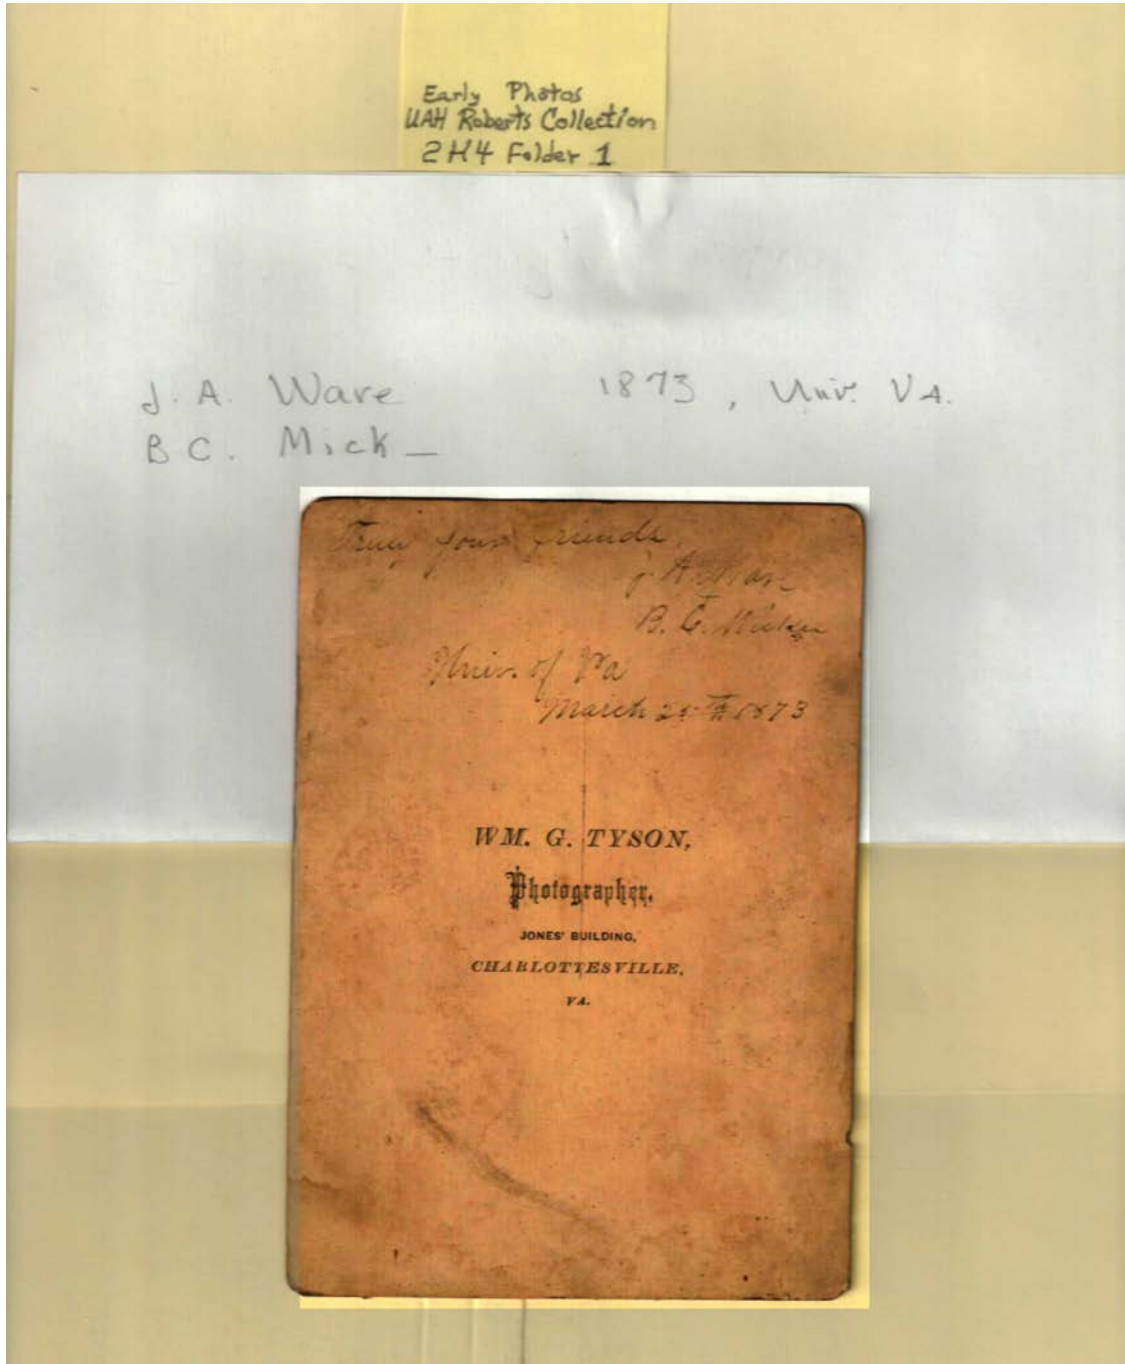 Early Photos
UAH Roberts Collection
2H4 Folder 1
J. A. Ware 1873, Univ. VA.
B C. Mick_
Truly your friends,
J. A. Ware
B. C.
Univ. of Va
March 1873
WM. G. TYSON,
Photographer,
JONES' BUILDING,
CHARLOTTESVILLE,
VA.